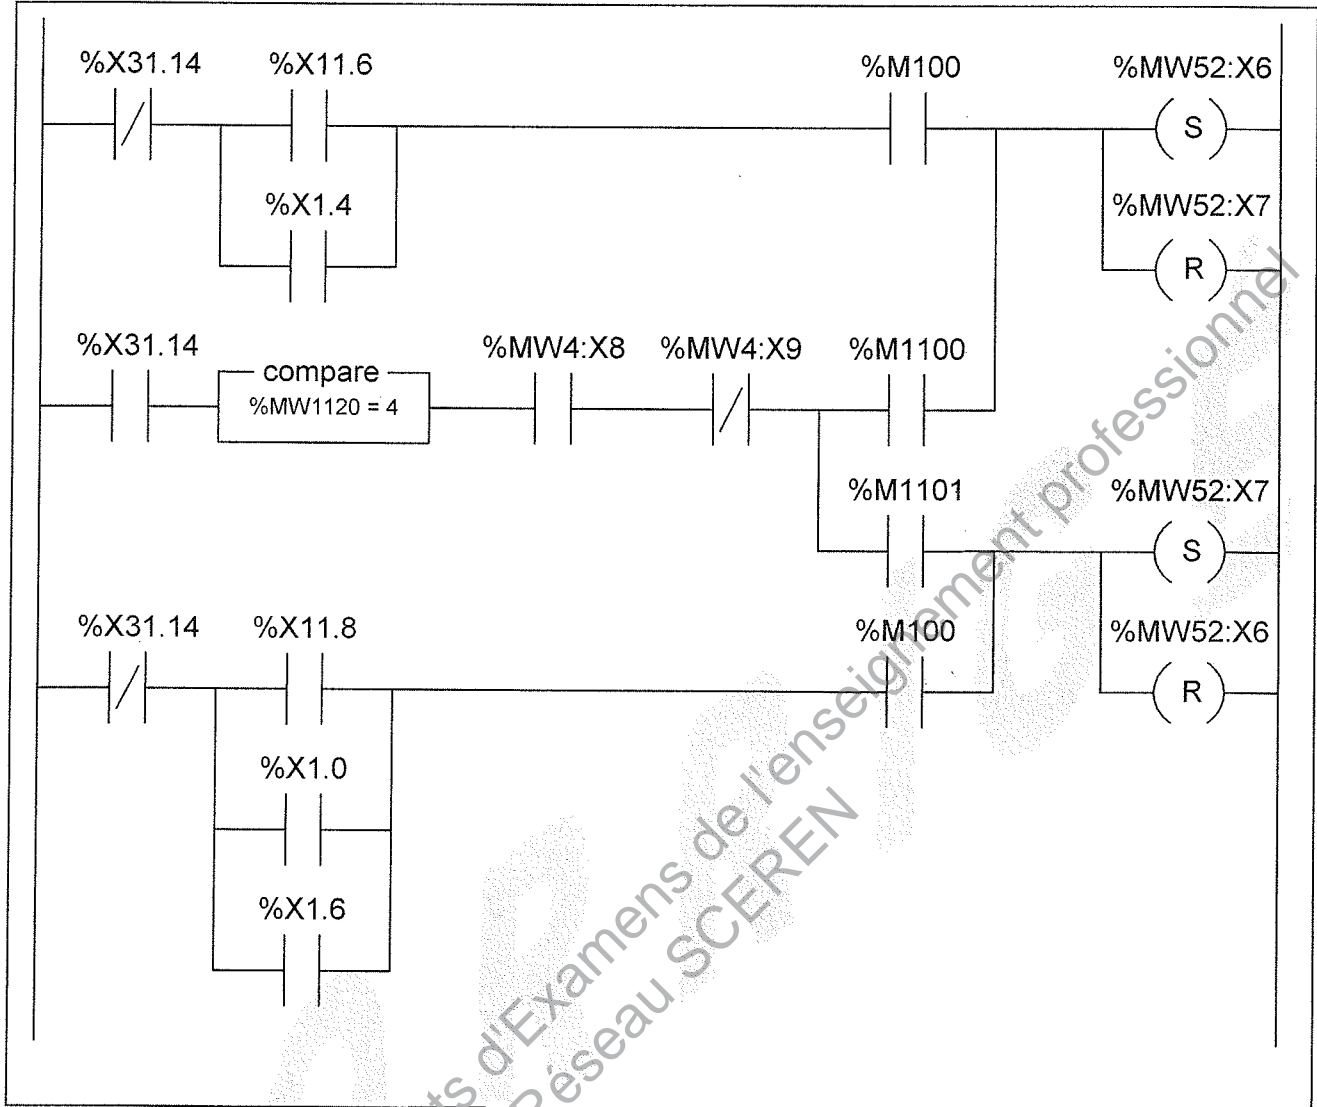 %X31.14 %X11.6 %M100 %MW52:X6
S
%X1.4 %MW52:X7
R
%X31.14 %MW4:X8 %MW4:X9 %M1100
compare
%MW1120 = 4
%M1101 %MW52:X7
S
%X31.14 %X11.8 %M100 %MW52:X6
R
%X1.0
%X1.6
d'Examens de l'enseignement professionnel
Réseau SCEREN